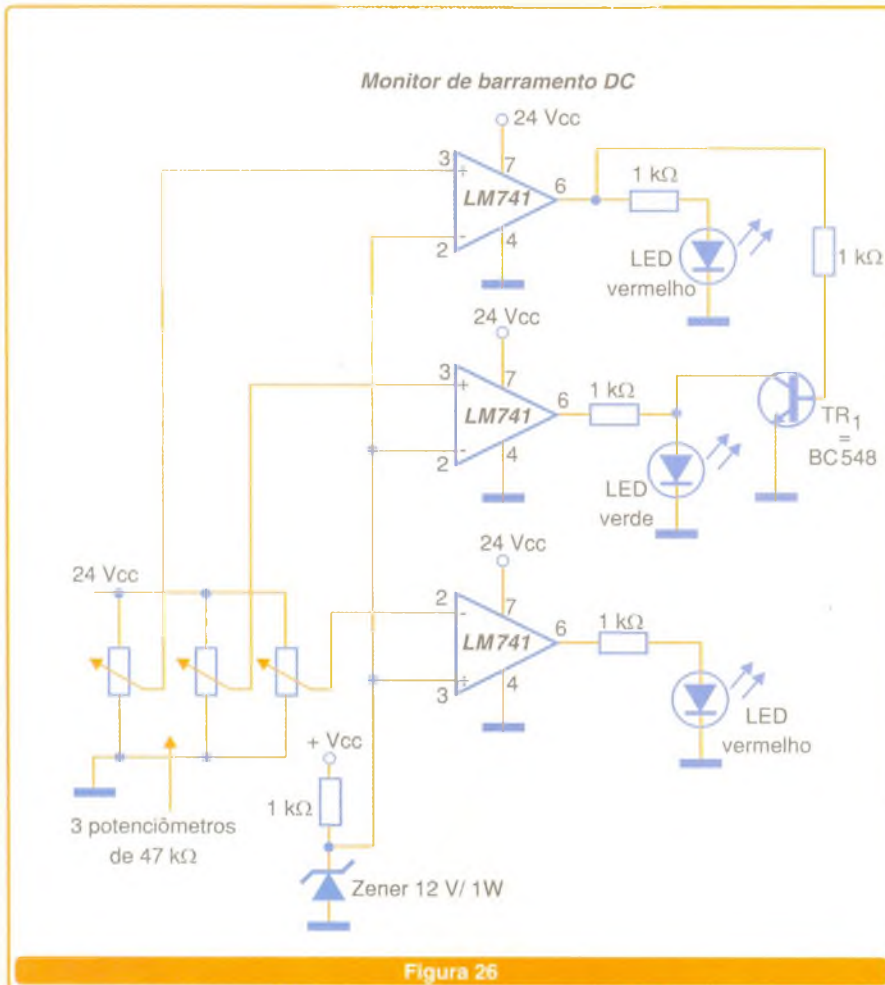 Monitor de barramento DC
24 Vcc
3
+
7
LM741
6
-
2
4
1 kΩ
LED
vermelho
1 kΩ
24 Vcc
3
+
7
LM741
6
-
2
4
1 kΩ
LED
verde
TR1
=
BC548
24 Vcc
24 Vcc
2
-
7
LM741
6
+
3
4
1 kΩ
LED
vermelho
+ Vcc
1 kΩ
3 potenciômetros
de 47 kΩ
Zener 12 V/ 1W
Figura 26